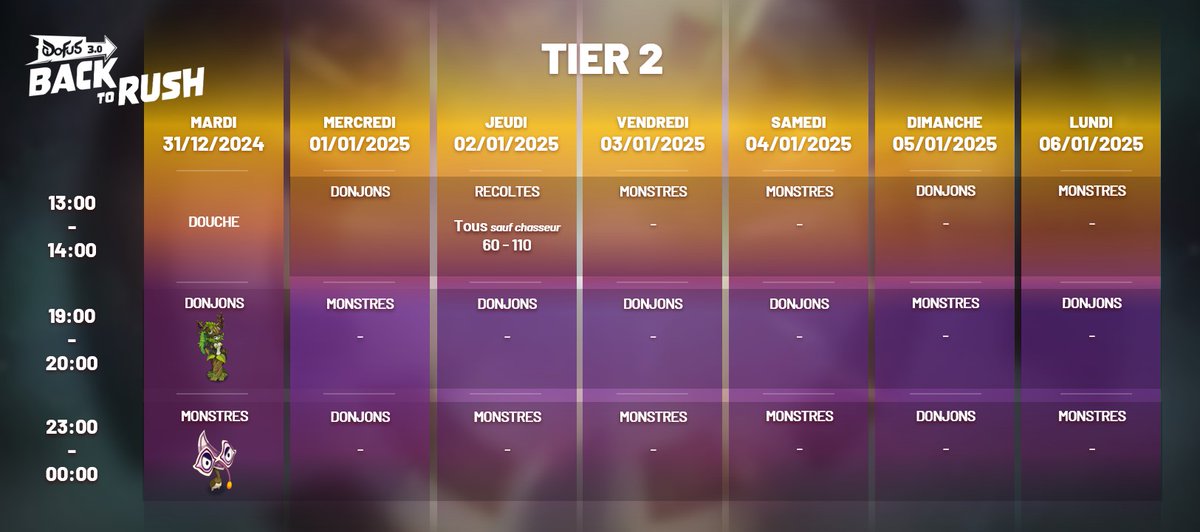 DOFUS 3.0
BACK
TO RUSH
TIER 2
MARDI
31/12/2024
MERCREDI
01/01/2025
JEUDI
02/01/2025
VENDREDI
03/01/2025
SAMEDI
04/01/2025
DIMANCHE
05/01/2025
LUNDI
06/01/2025
13:00
-
14:00
DOUCHE
DONJONS
RECOLTES
Tous sauf chasseur
60 - 110
MONSTRES
-
MONSTRES
-
DONJONS
-
MONSTRES
-
19:00
-
20:00
DONJONS
MONSTRES
-
DONJONS
-
DONJONS
-
DONJONS
-
MONSTRES
-
DONJONS
-
23:00
-
00:00
MONSTRES
DONJONS
-
MONSTRES
-
MONSTRES
-
MONSTRES
-
DONJONS
-
MONSTRES
-